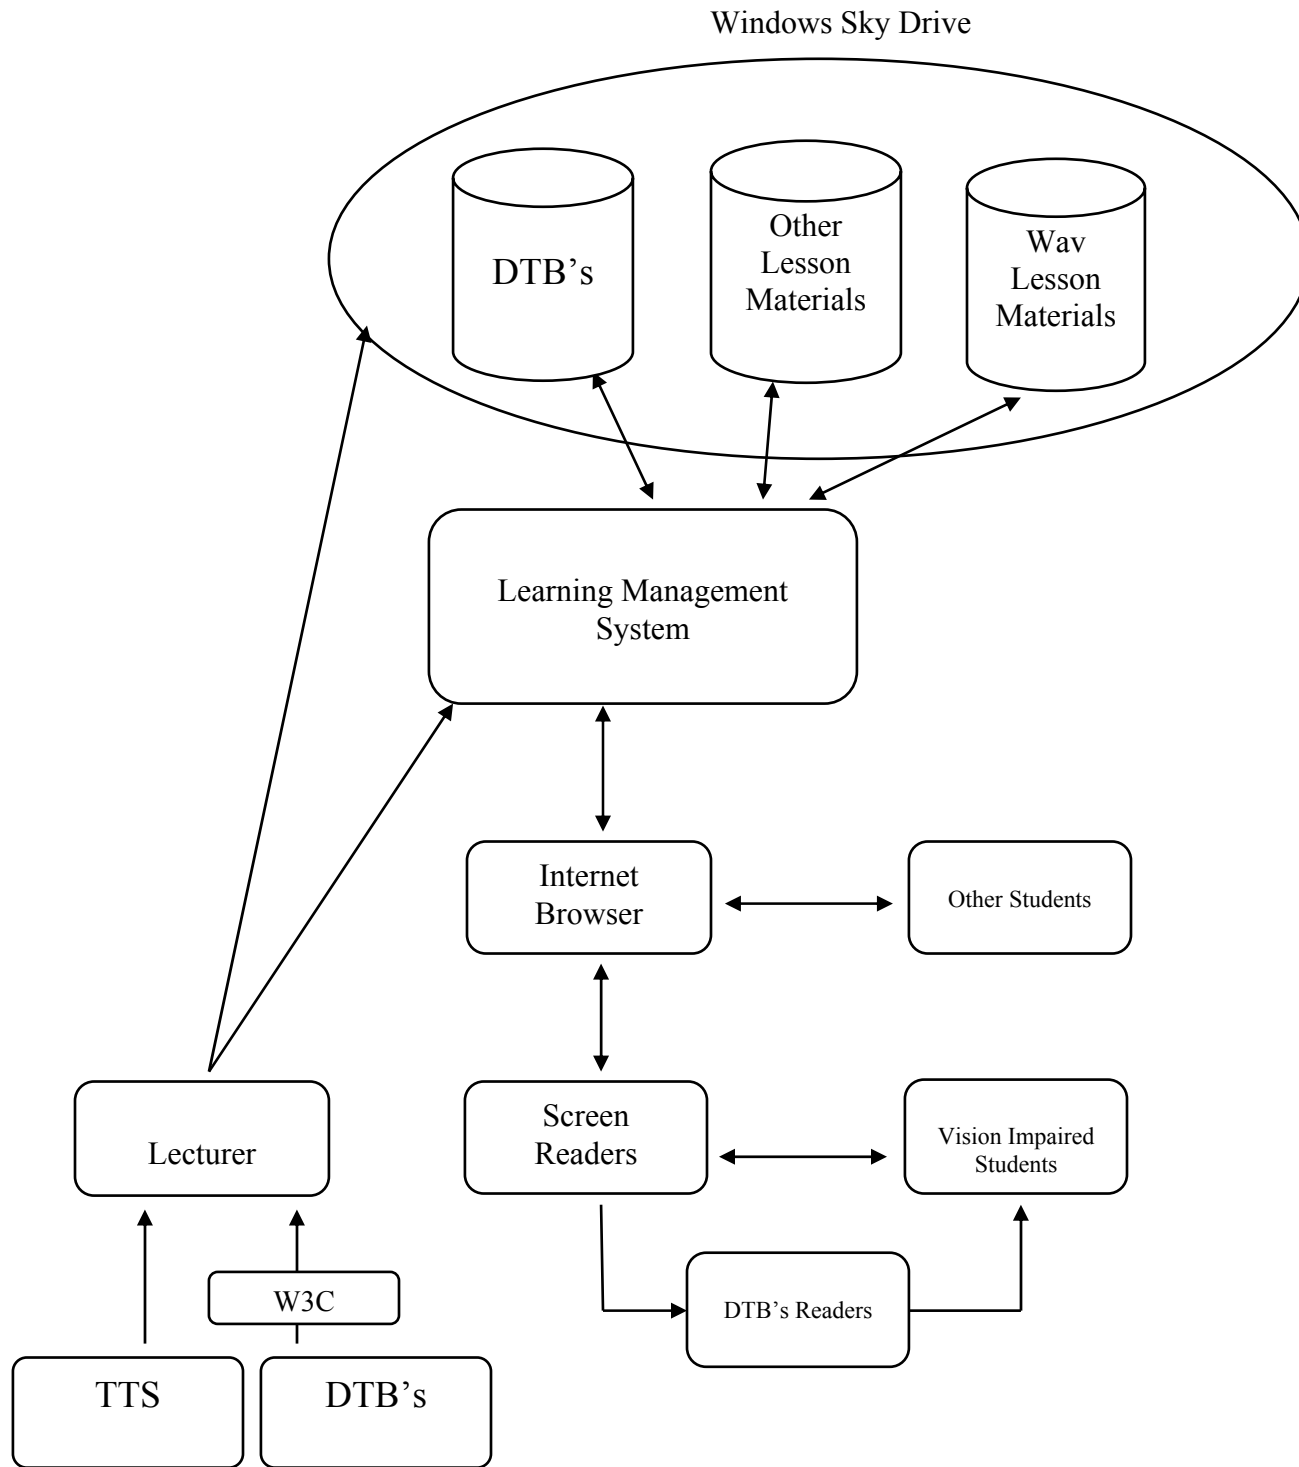 Windows Sky Drive
DTB’s
Other
Lesson
Materials
Wav
Lesson
Materials
Learning Management
System
Internet
Browser
Other Students
Lecturer
Screen
Readers
Vision Impaired
Students
W3C
DTB’s Readers
TTS
DTB’s